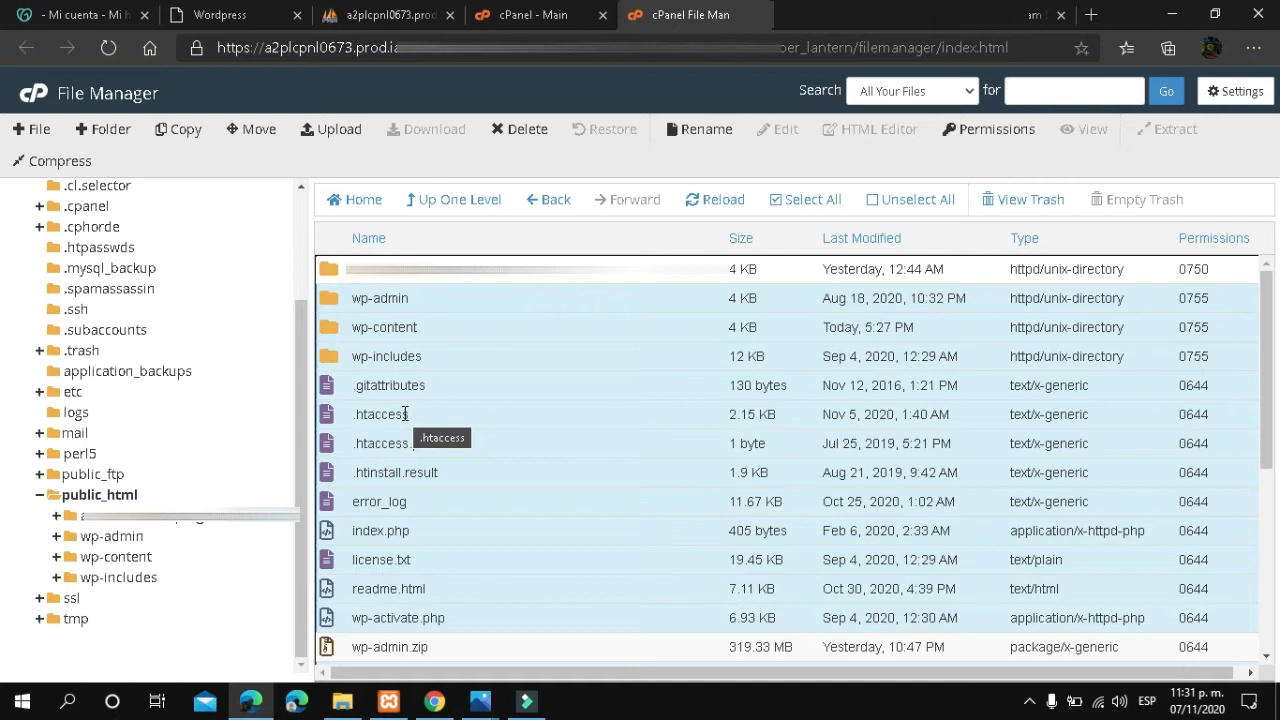 - Mi cuenta - Mi h
Wordpress
a2plcpnl0673.prod
cPanel - Main
cPanel File Man
am S
https://a2plcpnl0673.prod.ia
per_lantern/filemanager/index.html
cP File Manager
Search All Your Files for Go Settings
File Folder Copy Move Upload Download Delete Restore Rename Edit HTML Editor Permissions View Extract
Compress
.cl.selector
.cpanel
.cphorde
.htpasswds
.mysql_backup
.spamassassin
.ssh
.subaccounts
.trash
application_backups
etc
logs
mail
perl5
public_ftp
public_html
wp-admin
wp-content
wp-includes
ssl
tmp
Home Up One Level Back Forward Reload Select All Unselect All View Trash Empty Trash
Name Size Last Modified Type Permissions
4 KB Yesterday, 12:44 AM httpd/unix-directory 0750
wp-admin 4 KB Aug 18, 2020, 10:32 PM httpd/unix-directory 0755
wp-content 4 KB Today, 5:27 PM httpd/unix-directory 0755
wp-includes 12 KB Sep 4, 2020, 12:29 AM httpd/unix-directory 0755
.gitattributes 130 bytes Nov 12, 2016, 1:21 PM text/x-generic 0644
.htaccess 2.15 KB Nov 5, 2020, 1:40 AM text/x-generic 0644
.htaccess. 1 byte Jul 25, 2019, 5:21 PM text/x-generic 0644
.htaccess
.htinstall.result 1.9 KB Aug 21, 2019, 9:42 AM text/x-generic 0644
error_log 11.67 KB Oct 25, 2020, 1:02 AM text/x-generic 0644
index.php 405 bytes Feb 6, 2020, 2:33 AM application/x-httpd-php 0644
license.txt 19.45 KB Sep 4, 2020, 12:29 AM text/plain 0644
readme.html 7.11 KB Oct 30, 2020, 4:39 PM text/html 0644
wp-activate.php 6.93 KB Sep 4, 2020, 12:30 AM application/x-httpd-php 0644
wp-admin.zip 319.33 MB Yesterday, 10:47 PM package/x-generic 0644
ESP
11:31 p. m.
07/11/2020